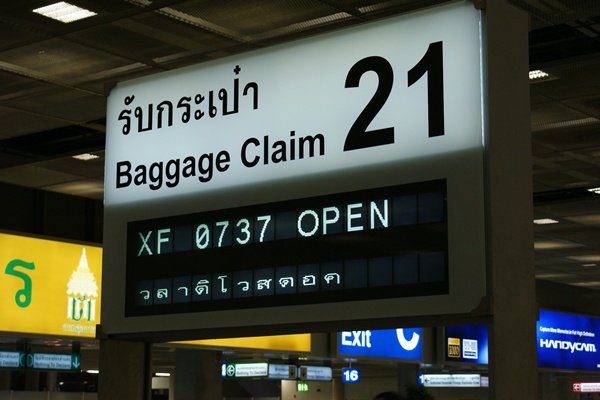 รับกระเป๋า
Baggage Claim
21
XF 0737 OPEN
วลาดิโวสตอค
ร
Exit
C
16
HANDYCAM